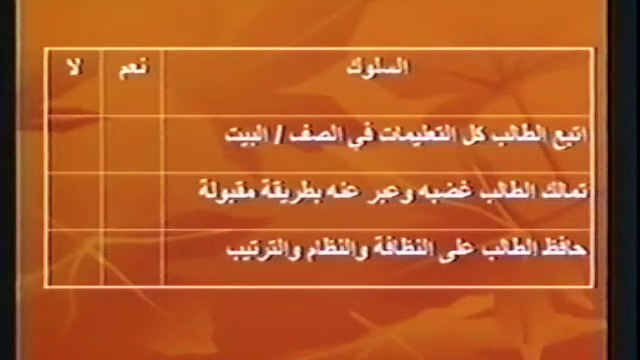 السلوك نعم لا
اتبع الطالب كل التعليمات في الصف / البيت
تمالك الطالب غضبه وعبر عنه بطريقة مقبولة
حافظ الطالب على النظافة والنظام والترتيب